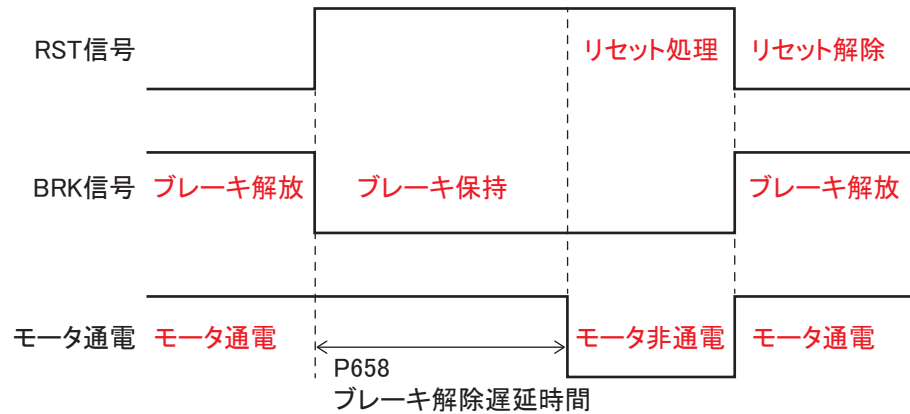 RST信号
リセット処理
リセット解除
BRK信号
ブレーキ解放
ブレーキ保持
ブレーキ解放
モータ通電
モータ通電
モータ非通電
モータ通電
P658
ブレーキ解除遅延時間